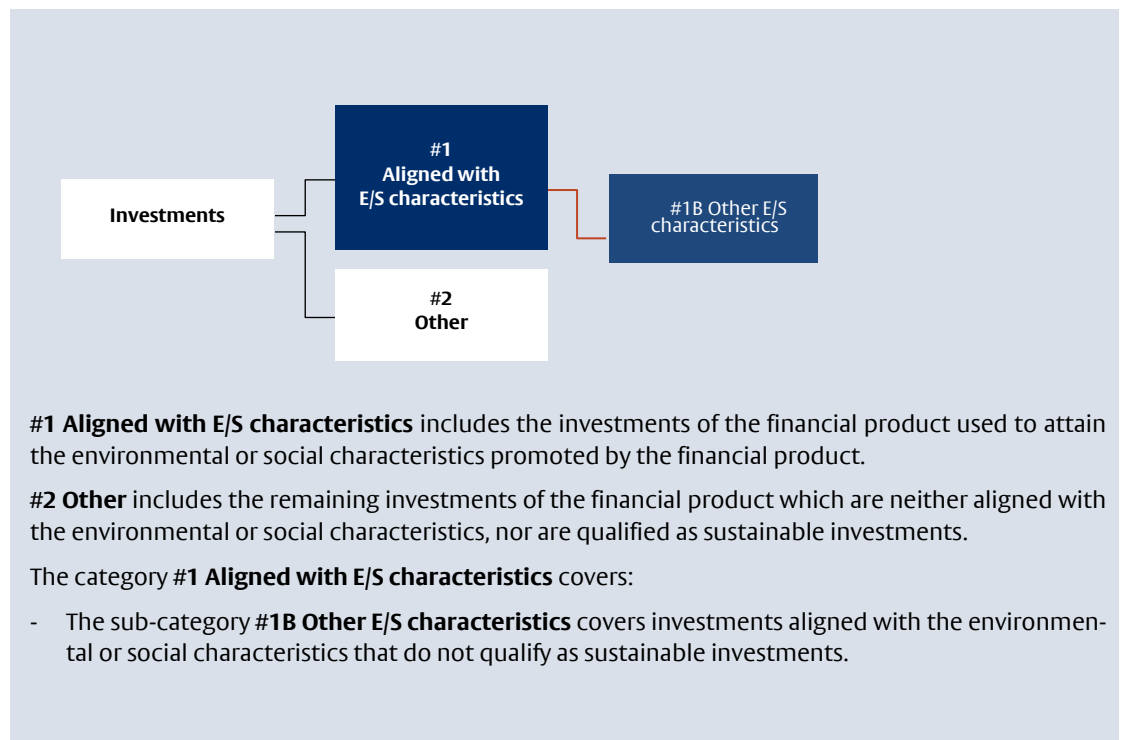 #1
Aligned with
E/S characteristics
Investments
#1B Other E/S
characteristics
#2
Other
#1 Aligned with E/S characteristics includes the investments of the financial product used to attain
the environmental or social characteristics promoted by the financial product.
#2 Other includes the remaining investments of the financial product which are neither aligned with
the environmental or social characteristics, nor are qualified as sustainable investments.
The category #1 Aligned with E/S characteristics covers:
- The sub-category #1B Other E/S characteristics covers investments aligned with the environmen-
tal or social characteristics that do not qualify as sustainable investments.